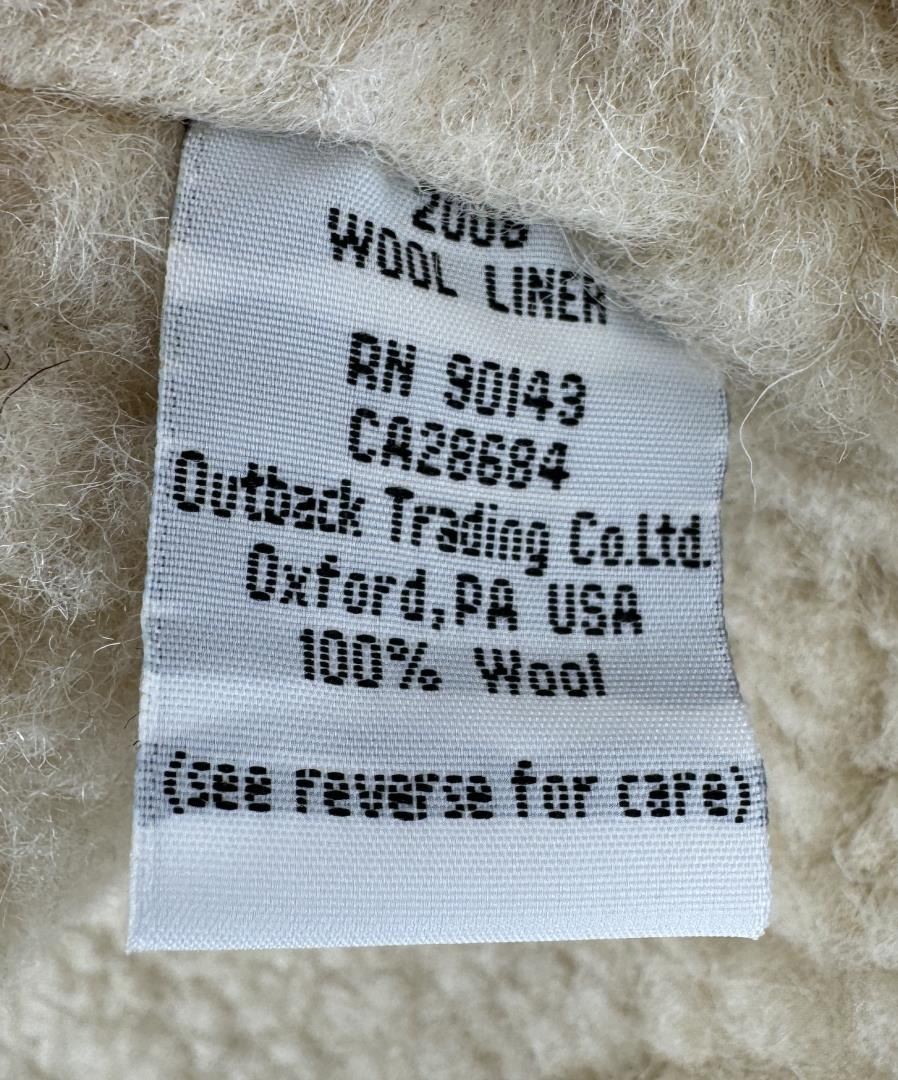 WOOL LINER
RN 90143
CA28684
Outback Trading Co.Ltd.
Oxford,PA USA
100% Wool
(see reverse for care)